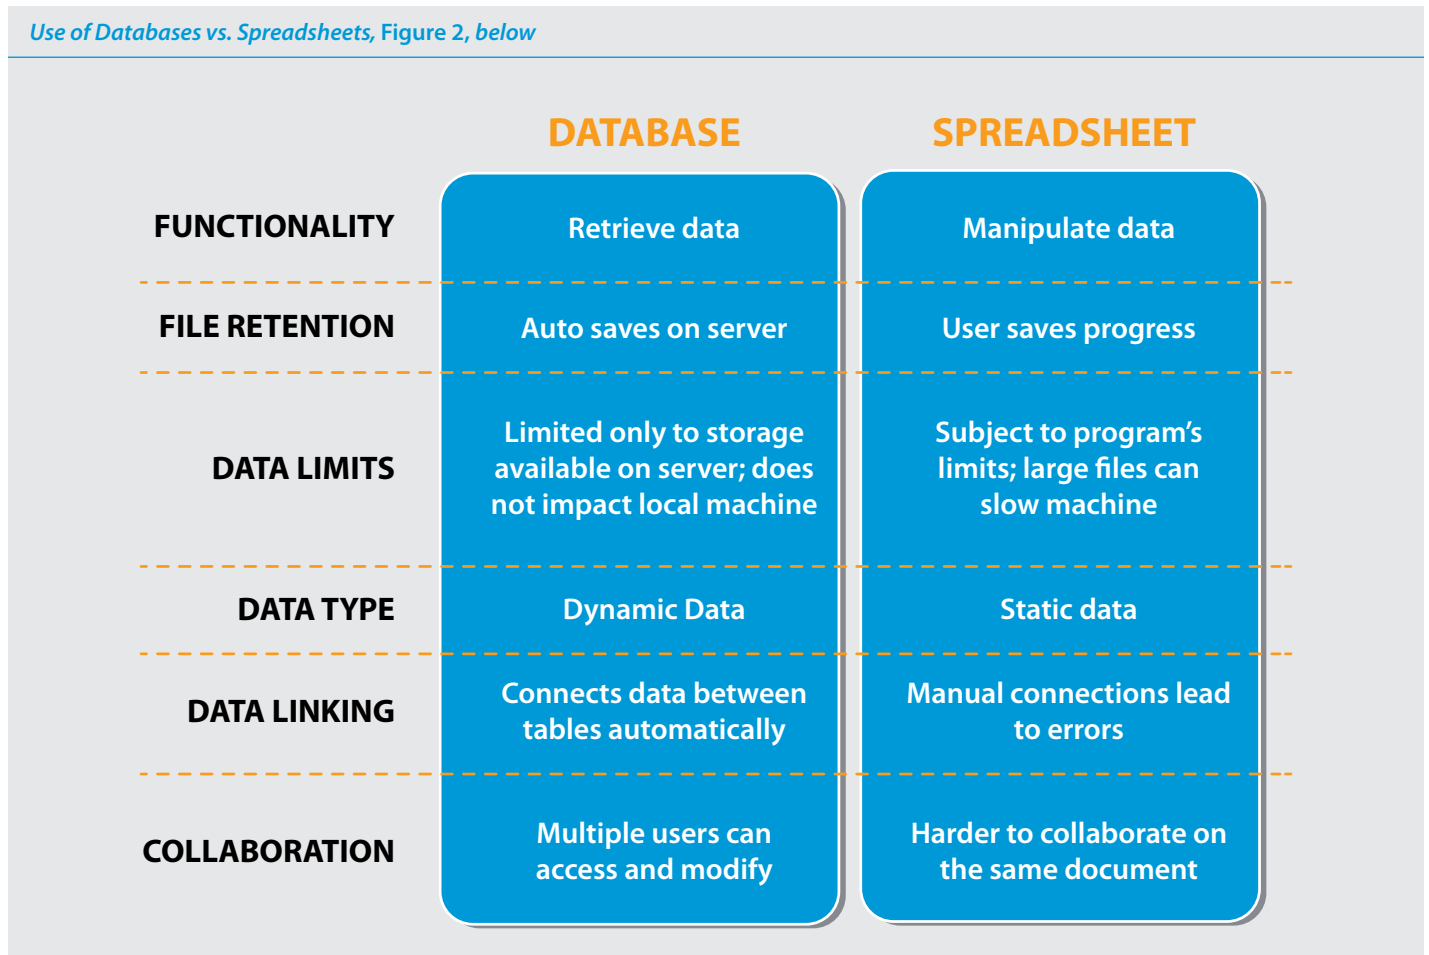 Use of Databases vs. Spreadsheets, Figure 2, below
DATABASE
SPREADSHEET
FUNCTIONALITY
Retrieve data
Manipulate data
FILE RETENTION
Auto saves on server
User saves progress
DATA LIMITS
Limited only to storage
available on server; does
not impact local machine
Subject to program’s
limits; large files can
slow machine
DATA TYPE
Dynamic Data
Static data
DATA LINKING
Connects data between
tables automatically
Manual connections lead
to errors
COLLABORATION
Multiple users can
access and modify
Harder to collaborate on
the same document